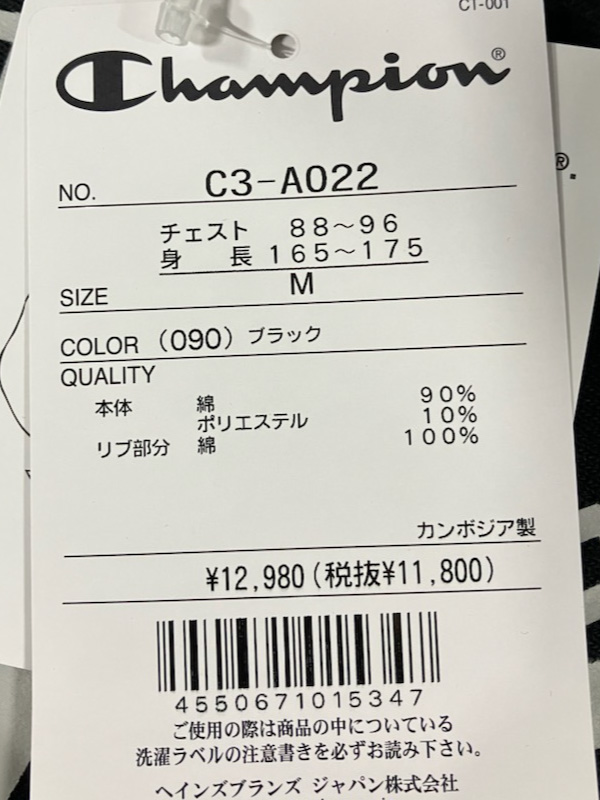 C1-001
Champion®
NO. C3-A022
チェスト 88〜96
身長 165〜175
SIZE M
COLOR (090) ブラック
QUALITY
本体 綿 90%
ポリエステル 10%
リブ部分 綿 100%
カンボジア製
¥12,980(税抜¥11,800)
4550671015347
ご使用の際は商品の中についている
洗濯ラベルの注意書きを必ずお読み下さい。
ヘインズブランズ ジャパン株式会社
®.